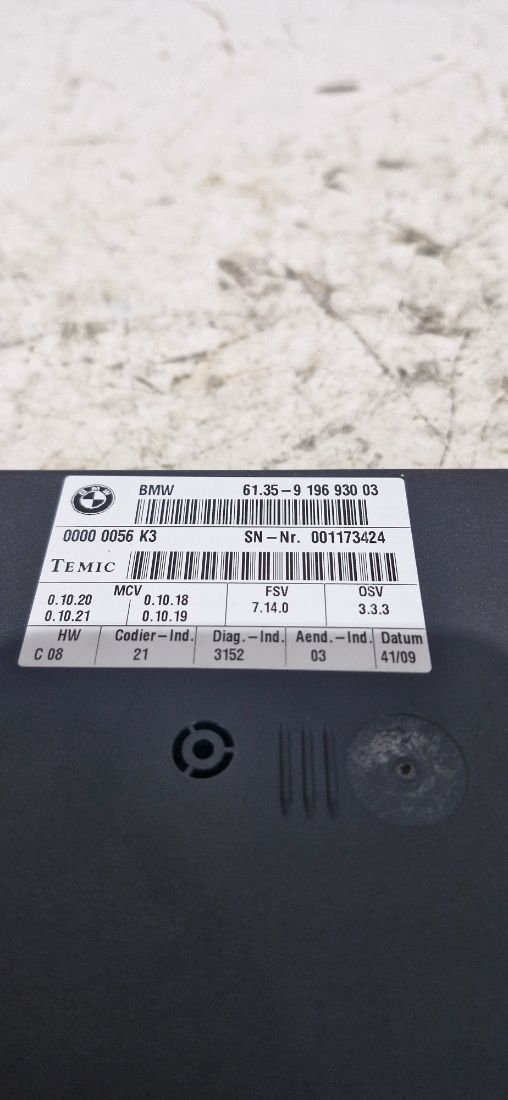 BMW
BMW 61.35-9 196 930 03
0000 0056 K3 SN-Nr. 001173424
TEMIC
MCV FSV OSV
0.10.20 0.10.18 7.14.0 3.3.3
0.10.21 0.10.19
HW Codier-Ind. Diag.-Ind. Aend.-Ind. Datum
C 08 21 3152 03 41/09